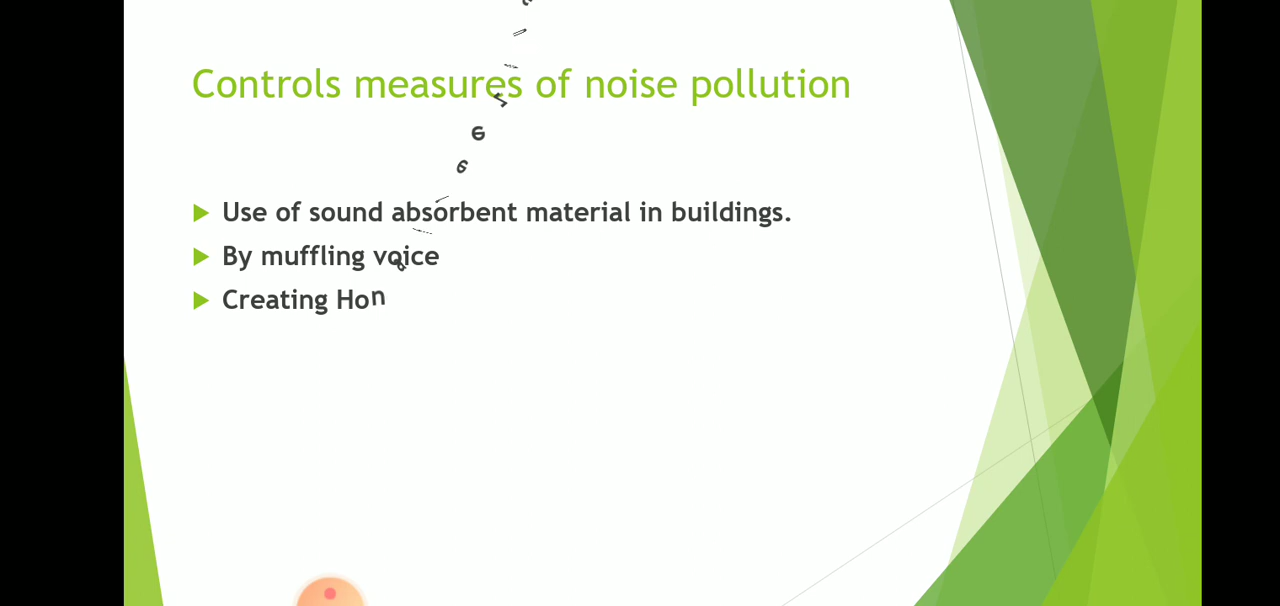 Controls measures of noise pollution
Use of sound absorbent material in buildings.
By muffling voice
Creating Hon